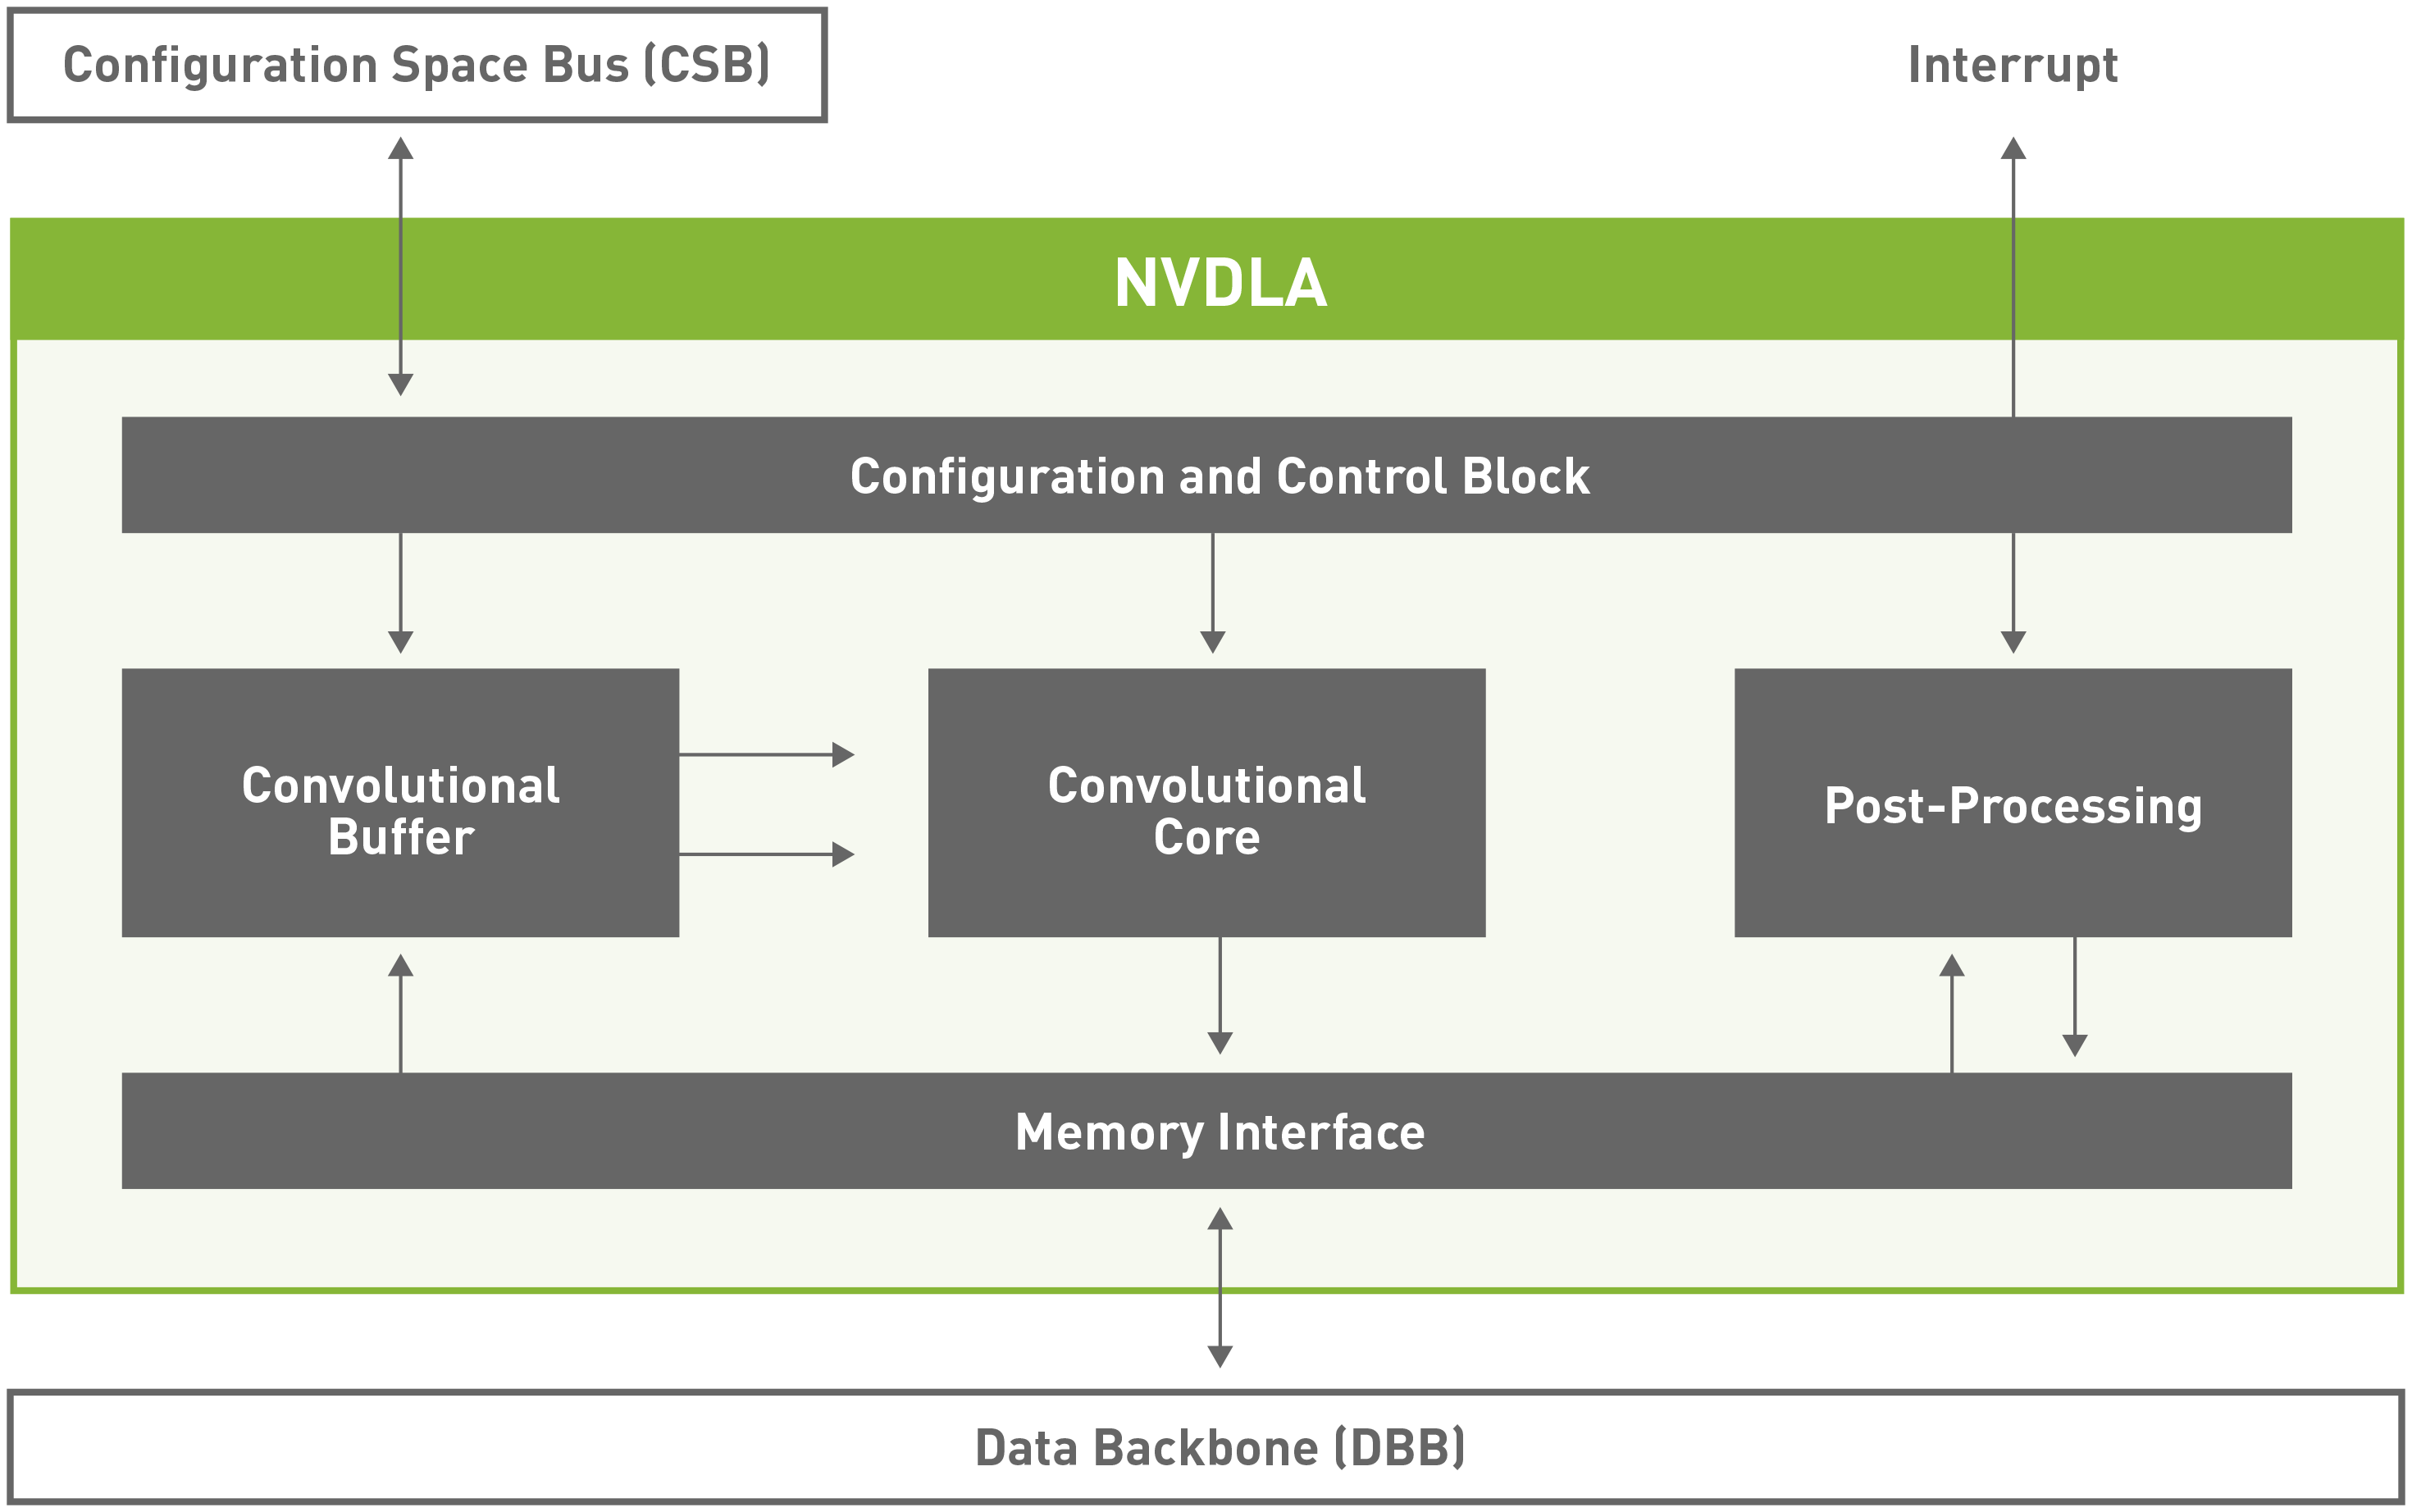 Configuration Space Bus (CSB)
Interrupt
NVDLA
Configuration and Control Block
Convolutional
Buffer
Convolutional
Core
Post-Processing
Memory Interface
Data Backbone (DBB)